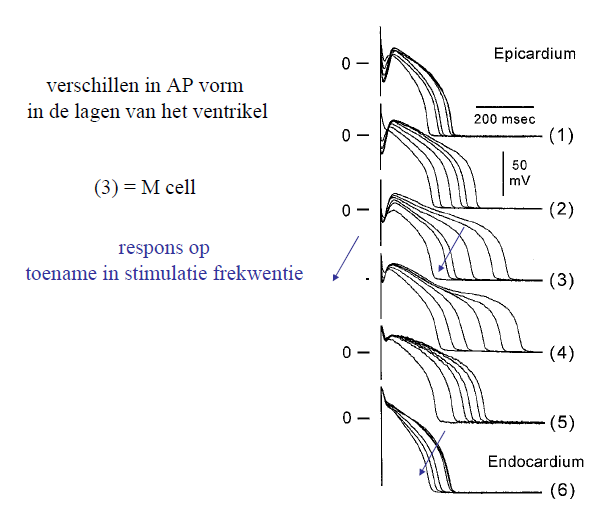 verschillen in AP vorm
in de lagen van het ventrikel
(3) = M cell
respons op
toename in stimulatie frekwentie
Epicardium
0
200 msec
(1)
0
50
mV
(2)
0
(3)
(4)
0
(5)
0
Endocardium
(6)